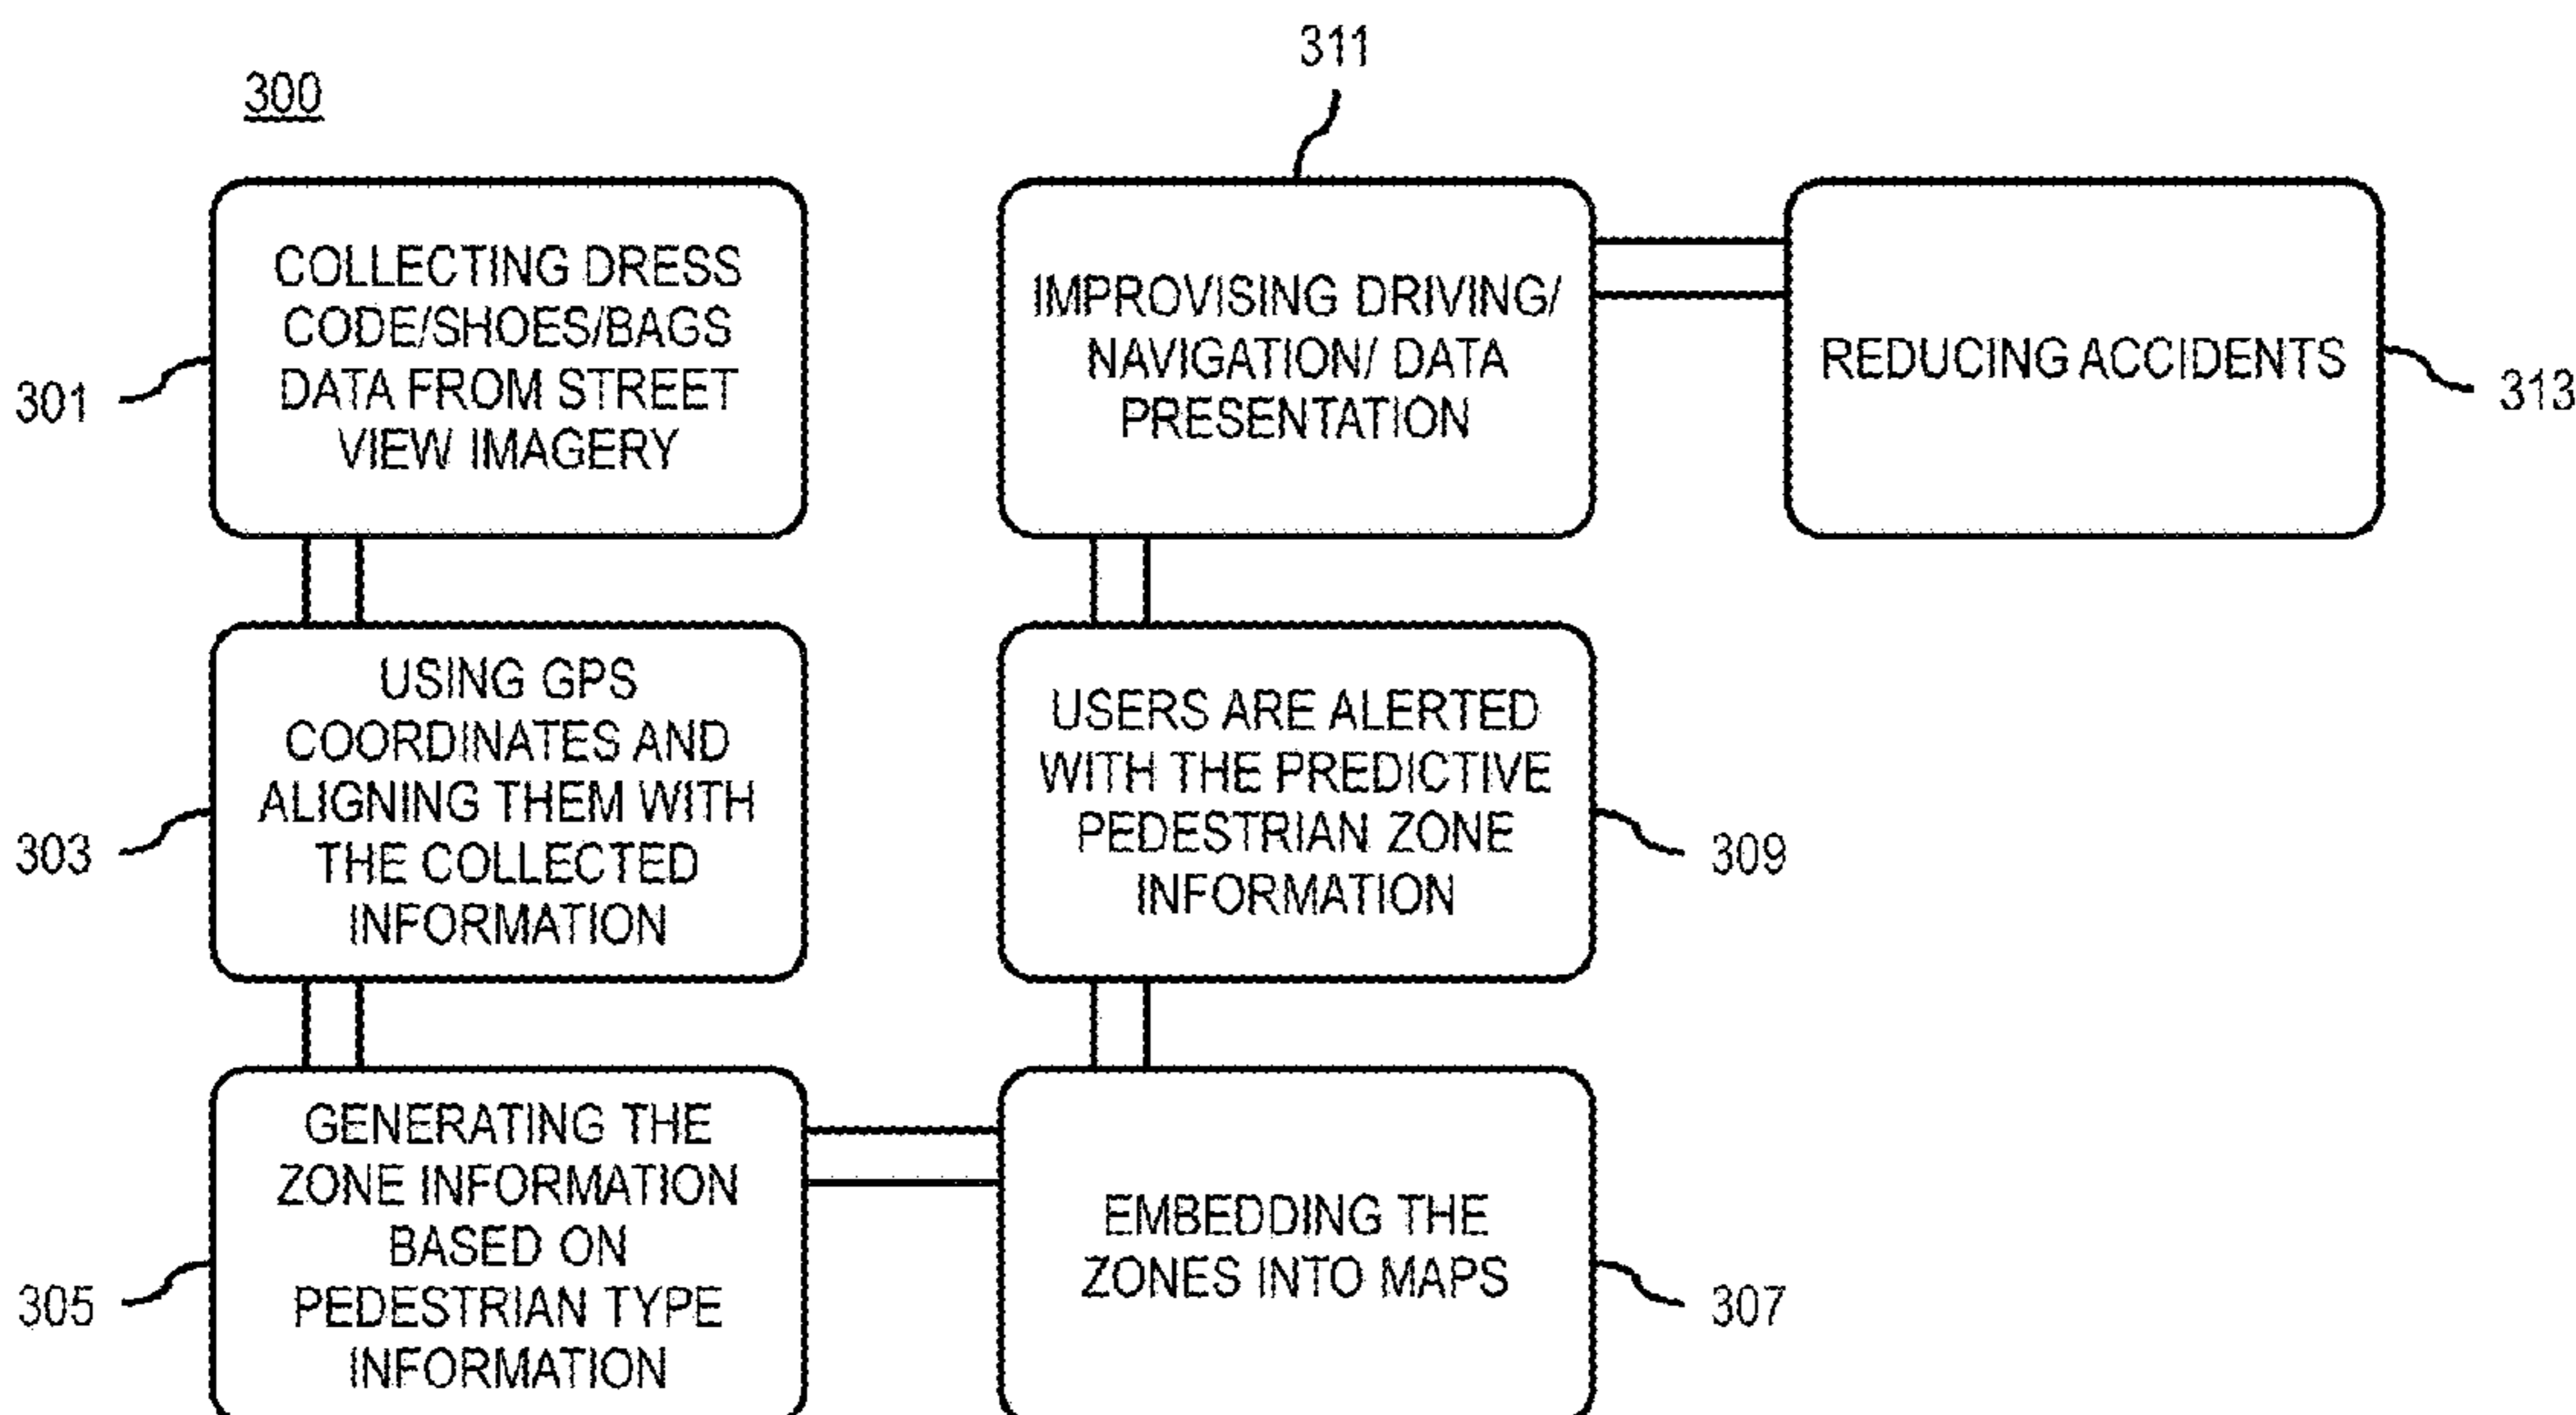 300
311
COLLECTING DRESS
CODE/SHOES/BAGS
DATA FROM STREET
VIEW IMAGERY
301
USING GPS
COORDINATES AND
ALIGNING THEM WITH
THE COLLECTED
INFORMATION
303
GENERATING THE
ZONE INFORMATION
BASED ON
PEDESTRIAN TYPE
INFORMATION
305
EMBEDDING THE
ZONES INTO MAPS
307
USERS ARE ALERTED
WITH THE PREDICTIVE
PEDESTRIAN ZONE
INFORMATION
309
IMPROVISING DRIVING/
NAVIGATION/ DATA
PRESENTATION
REDUCING ACCIDENTS
313